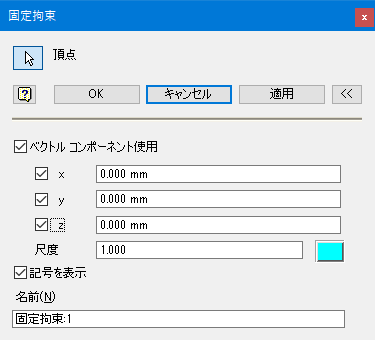 固定拘束
頂点
OK キャンセル 適用 <<
ベクトル コンポーネント使用
x 0.000 mm
y 0.000 mm
z 0.000 mm
尺度 1.000
記号を表示
名前(N)
固定拘束:1